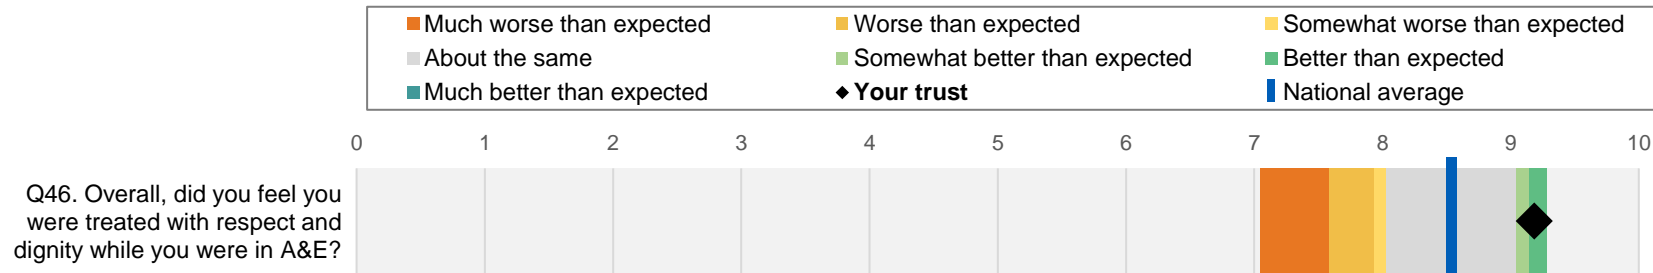 Much worse than expected Worse than expected Somewhat worse than expected
About the same Somewhat better than expected Better than expected
Much better than expected Your trust National average
0 1 2 3 4 5 6 7 8 9 10
Q46. Overall, did you feel you
were treated with respect and
dignity while you were in A&E?